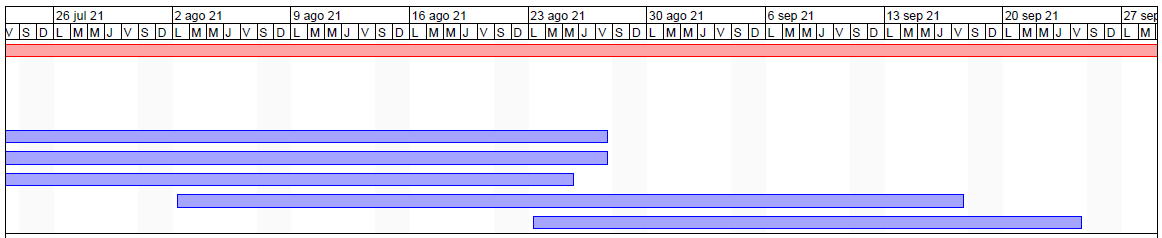 26 jul 21 2 ago 21 9 ago 21 16 ago 21 23 ago 21 30 ago 21 6 sep 21 13 sep 21 20 sep 21 27 sep
V S D L M M J V S D L M M J V S D L M M J V S D L M M J V S D L M M J V S D L M M J V S D L M M J V S D L M M J V S D L M M J V S D L M